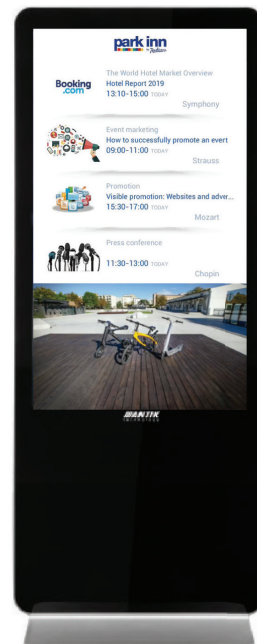 park inn
by Radisson
Booking
.com
The World Hotel Market Overview
Hotel Report 2019
13:10-15:00 TODAY
Symphony
Event marketing
How to successfully promote an evert
09:00-11:00 TODAY
Strauss
Promotion
Visible promotion: Websites and adver...
15:30-17:00 TODAY
Mozart
Press conference
11:30-13:00 TODAY
Chopin
ANTIK
TECHNOLOGY